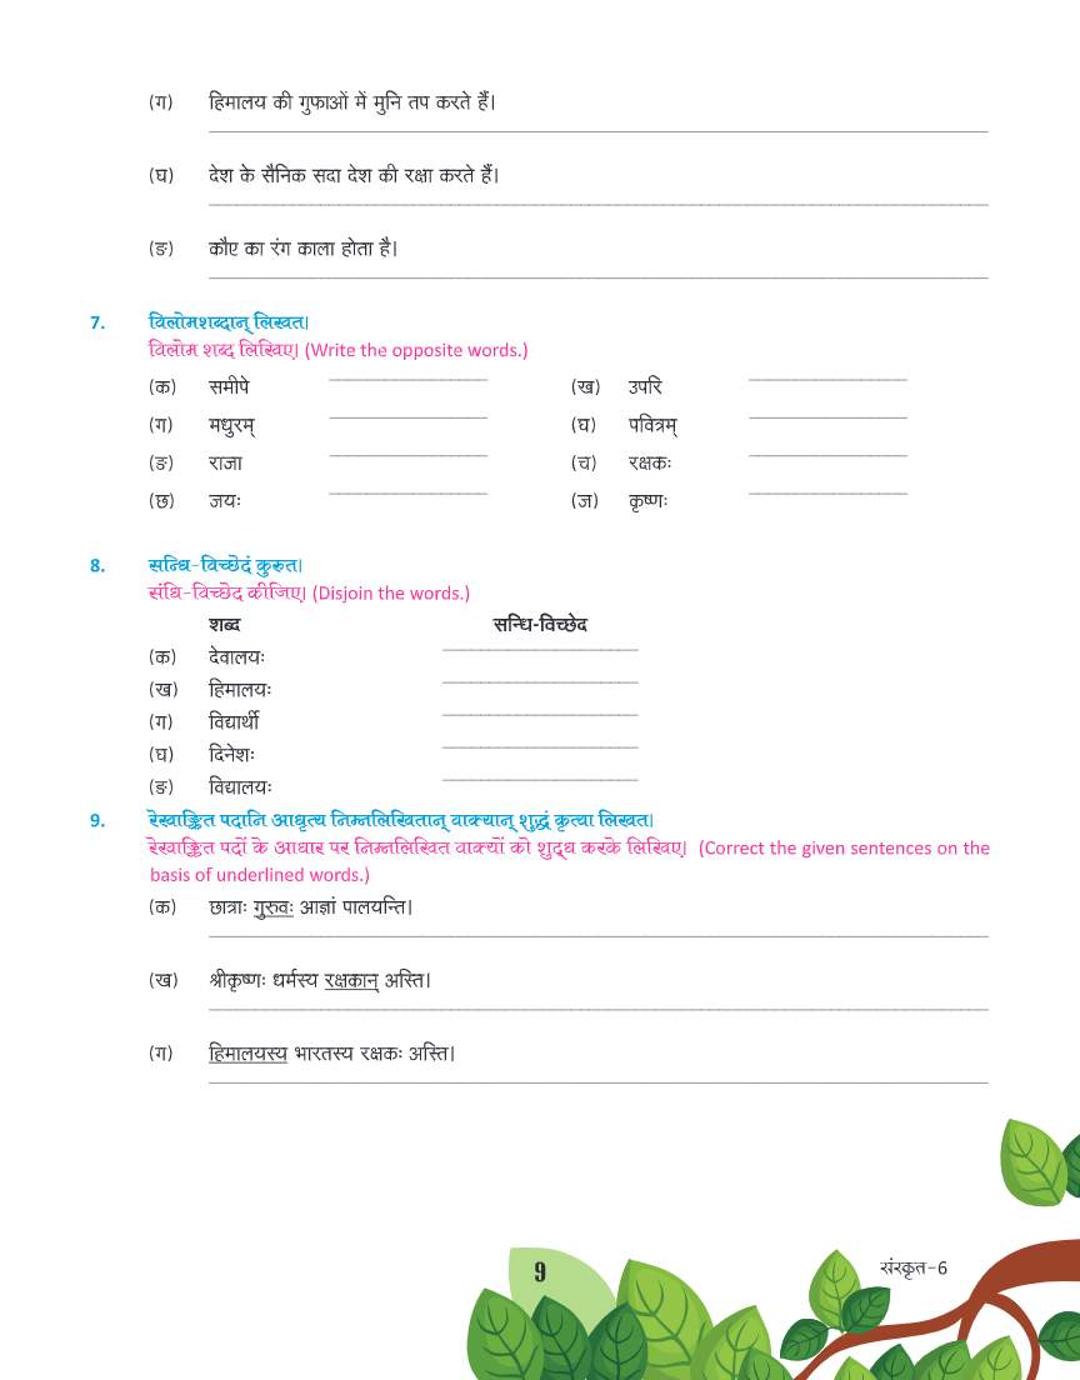 (ग) हिमालय की गुफाओं में मुनि तप करते हैं।
(घ) देश के सैनिक सदा देश की रक्षा करते हैं।
(ङ) कौए का रंग काला होता है।
7. विलोमशब्दान् लिखत।
विलोम शब्द लिखिए। (Write the opposite words.)
(क) समीपे (ख) उपरि
(ग) मधुरम् (घ) पवित्रम्
(ङ) राजा (च) रक्षकः
(छ) जयः (ज) कृष्णः
8. सन्धि-विच्छेदं कुरुत।
संधि-विच्छेद कीजिए। (Disjoin the words.)
शब्द सन्धि-विच्छेद
(क) देवालयः
(ख) हिमालयः
(ग) विद्यार्थी
(घ) दिनेशः
(ङ) विद्यालयः
9. रेखाङ्कित पदानि आधृत्य निम्नलिखितान् वाक्यान् शुद्धं कृत्वा लिखत।
रेखाङ्कित पदों के आधार पर निम्नलिखित वाक्यों को शुद्ध करके लिखिए। (Correct the given sentences on the
basis of underlined words.)
(क) छात्राः गुरुवः आज्ञां पालयन्ति।
(ख) श्रीकृष्णः धर्मस्य रक्षकान् अस्ति।
(ग) हिमालयस्य भारतस्य रक्षकः अस्ति।
9
संस्कृत-6